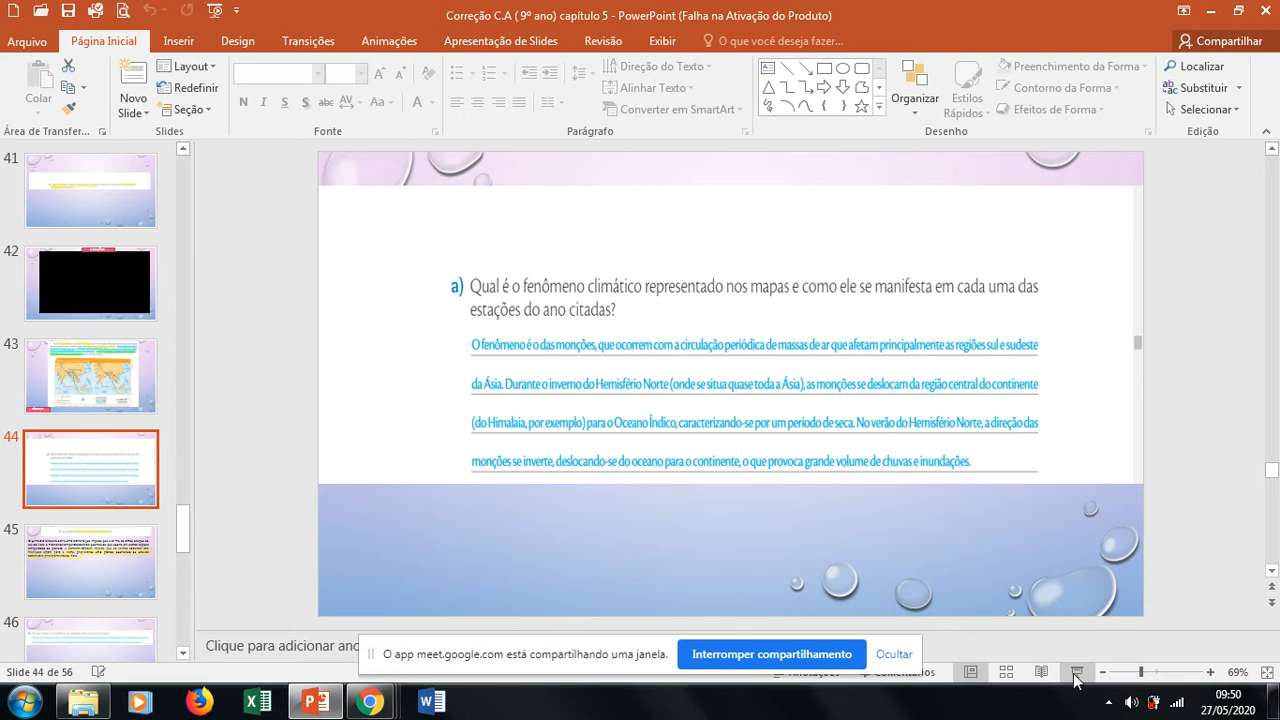 Correção C.A ( 9º ano) capítulo 5 - PowerPoint (Falha na Ativação do Produto)
Arquivo Página Inicial Inserir Design Transições Animações Apresentação de Slides Revisão Exibir O que você deseja fazer... Compartilhar
Colar
Novo
Slide
Layout
Redefinir
Seção
N I S S abc AV Aa A
Direção do Texto
Alinhar Texto
Converter em SmartArt
Organizar
Estilos
Rápidos
Preenchimento da Forma
Contorno da Forma
Efeitos de Forma
Localizar
Substituir
Selecionar
Área de Transfer... Slides Fonte Parágrafo Desenho Edição
41
42
43
44
45
46
a) Qual é o fenômeno climático representado nos mapas e como ele se manifesta em cada uma das
estações do ano citadas?
O fenômeno é o das monções, que ocorrem com a circulação periódica de massas de ar que afetam principalmente as regiões sul e sudeste
da Ásia. Durante o inverno do Hemisfério Norte (onde se situa quase toda a Ásia), as monções se deslocam da região central do continente
(do Himalaia, por exemplo) para o Oceano Índico, caracterizando-se por um período de seca. No verão do Hemisfério Norte, a direção das
monções se inverte, deslocando-se do oceano para o continente, o que provoca grande volume de chuvas e inundações.
Clique para adicionar ano
O app meet.google.com está compartilhando uma janela. Interromper compartilhamento Ocultar
Slide 44 de 56 69%
09:50
27/05/2020